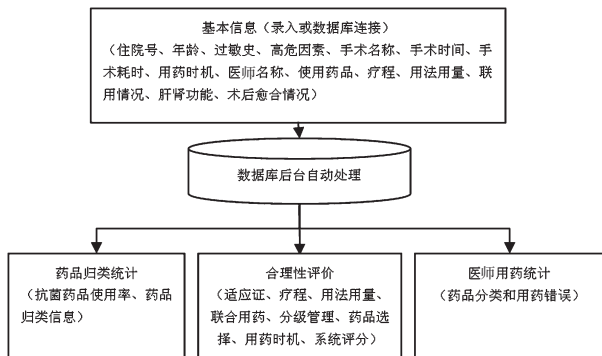 基本信息（录入或数据库连接）
（住院号、年龄、过敏史、高危因素、手术名称、手术时间、手
术耗时、用药时机、医师名称、使用药品、疗程、用法用量、联
用情况、肝肾功能、术后愈合情况）
数据库后台自动处理
药品归类统计
（抗菌药品使用率、药品
归类信息）
合理性评价
（适应证、疗程、用法用量、
联合用药、分级管理、药品选
择、用药时机、系统评分）
医师用药统计
（药品分类和用药错误）